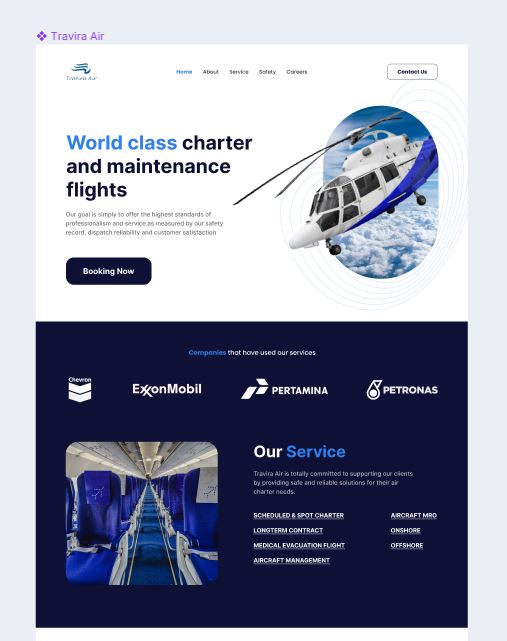 Travira Air
Travira Air
Home About Service Safety Careers Contact Us
World class charter
and maintenance
flights
Our goal is simply to offer the highest standards of
professionalism and service as measured by our safety
record, dispatch reliability and customer satisfaction
Booking Now
Companies that have used our services
Chevron
ExxonMobil
PERTAMINA
PETRONAS
Our Service
Travira Air is totally committed to supporting our clients
by providing safe and reliable solutions for their air
charter needs.
SCHEDULED & SPOT CHARTER
LONGTERM CONTRACT
MEDICAL EVACUATION FLIGHT
AIRCRAFT MANAGEMENT
AIRCRAFT MRO
ONSHORE
OFFSHORE